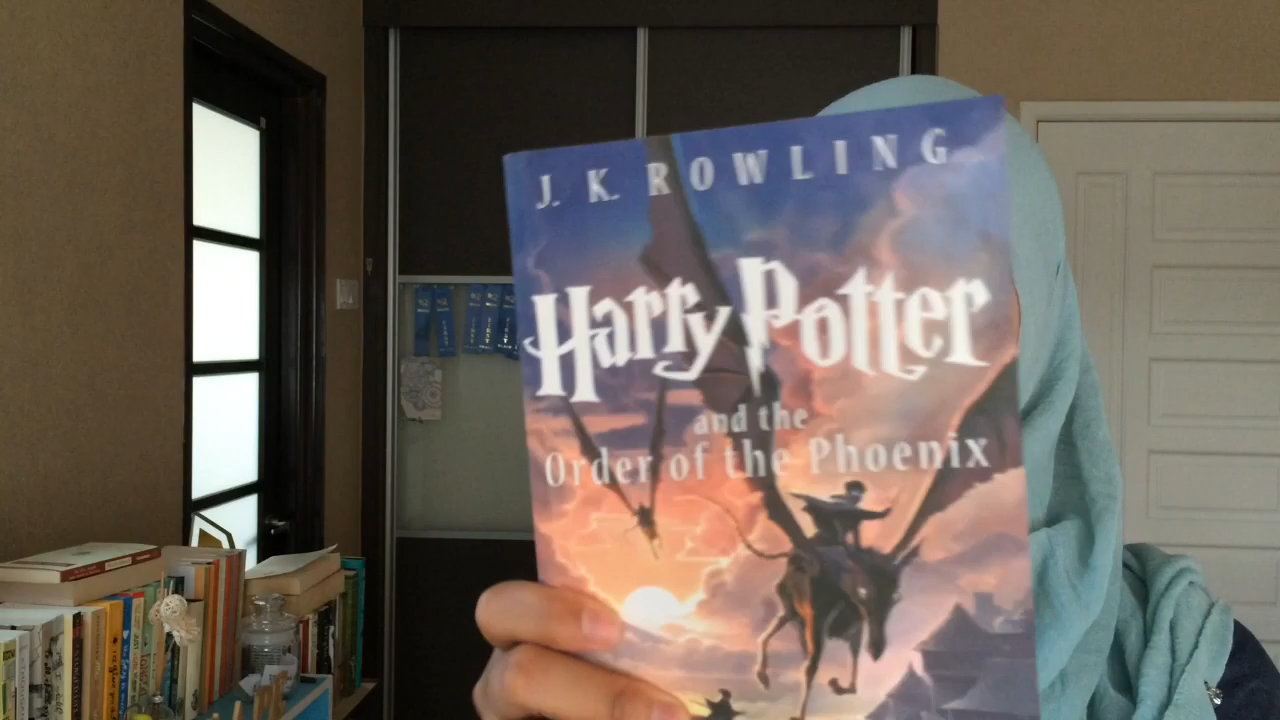 J. K. ROWLING
Harry Potter
and the
Order of the Phoenix